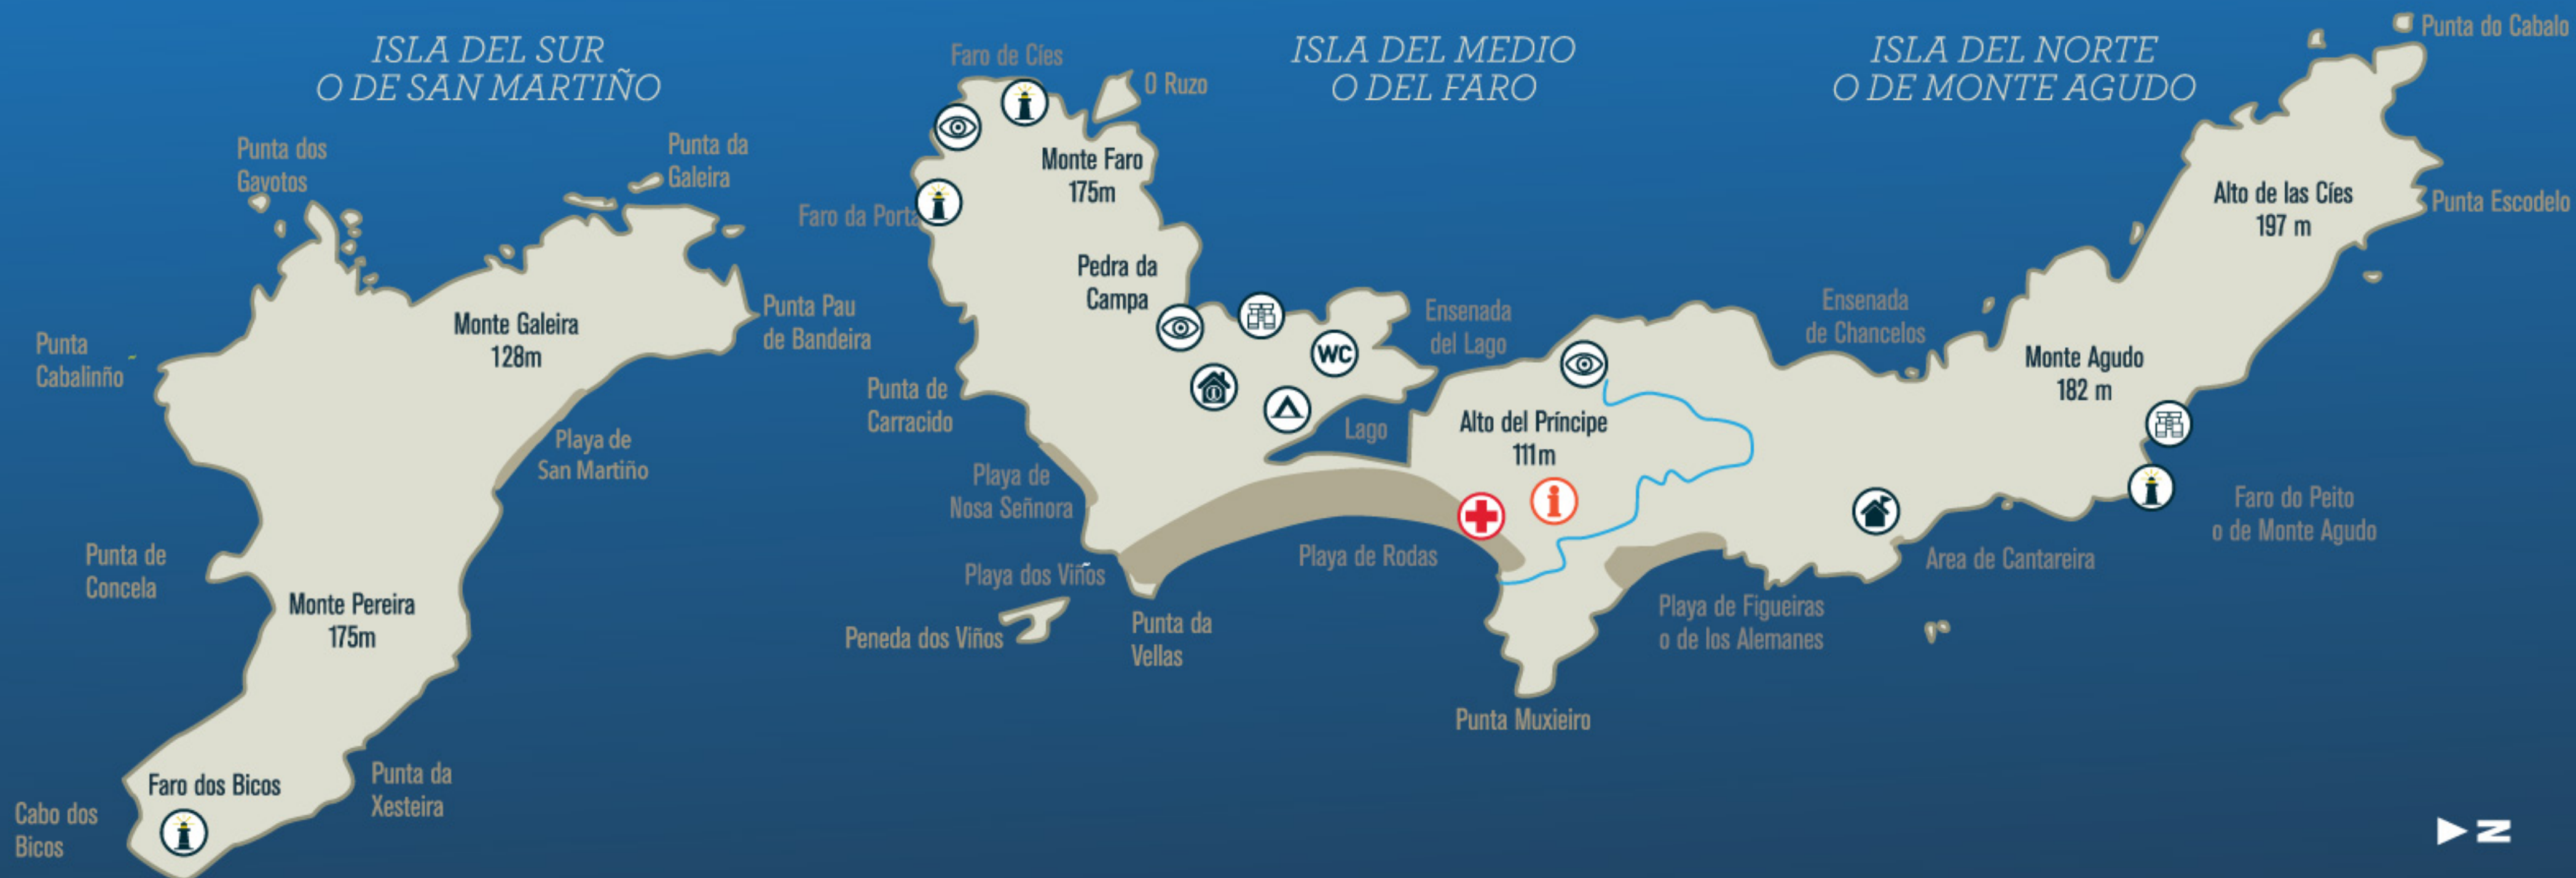 ISLA DEL SUR
O DE SAN MARTIÑO
Punta dos
Gavotos
Punta da
Galeira
Monte Galeira
128m
Punta Pau
de Bandeira
Punta
Cabalinño
Playa de
San Martiño
Punta de
Concela
Monte Pereira
175m
Faro dos Bicos
Punta da
Xesteira
Cabo dos
Bicos
ISLA DEL MEDIO
O DEL FARO
Faro de Cíes
O Ruzo
Monte Faro
175m
Faro da Porta
Pedra da
Campa
WC
Ensenada
del Lago
Punta de
Carracido
Lago
Playa de
Nosa Señnora
Playa dos Viños
Peneda dos Viños
Punta da
Vellas
Playa de Rodas
ISLA DEL NORTE
O DE MONTE AGUDO
Punta do Cabalo
Alto de las Cíes
197 m
Punta Escodelo
Ensenada
de Chancelos
Monte Agudo
182 m
Alto del Príncipe
111m
i
Faro do Peito
o de Monte Agudo
Area de Cantareira
Playa de Figueiras
o de los Alemanes
Punta Muxieiro
N